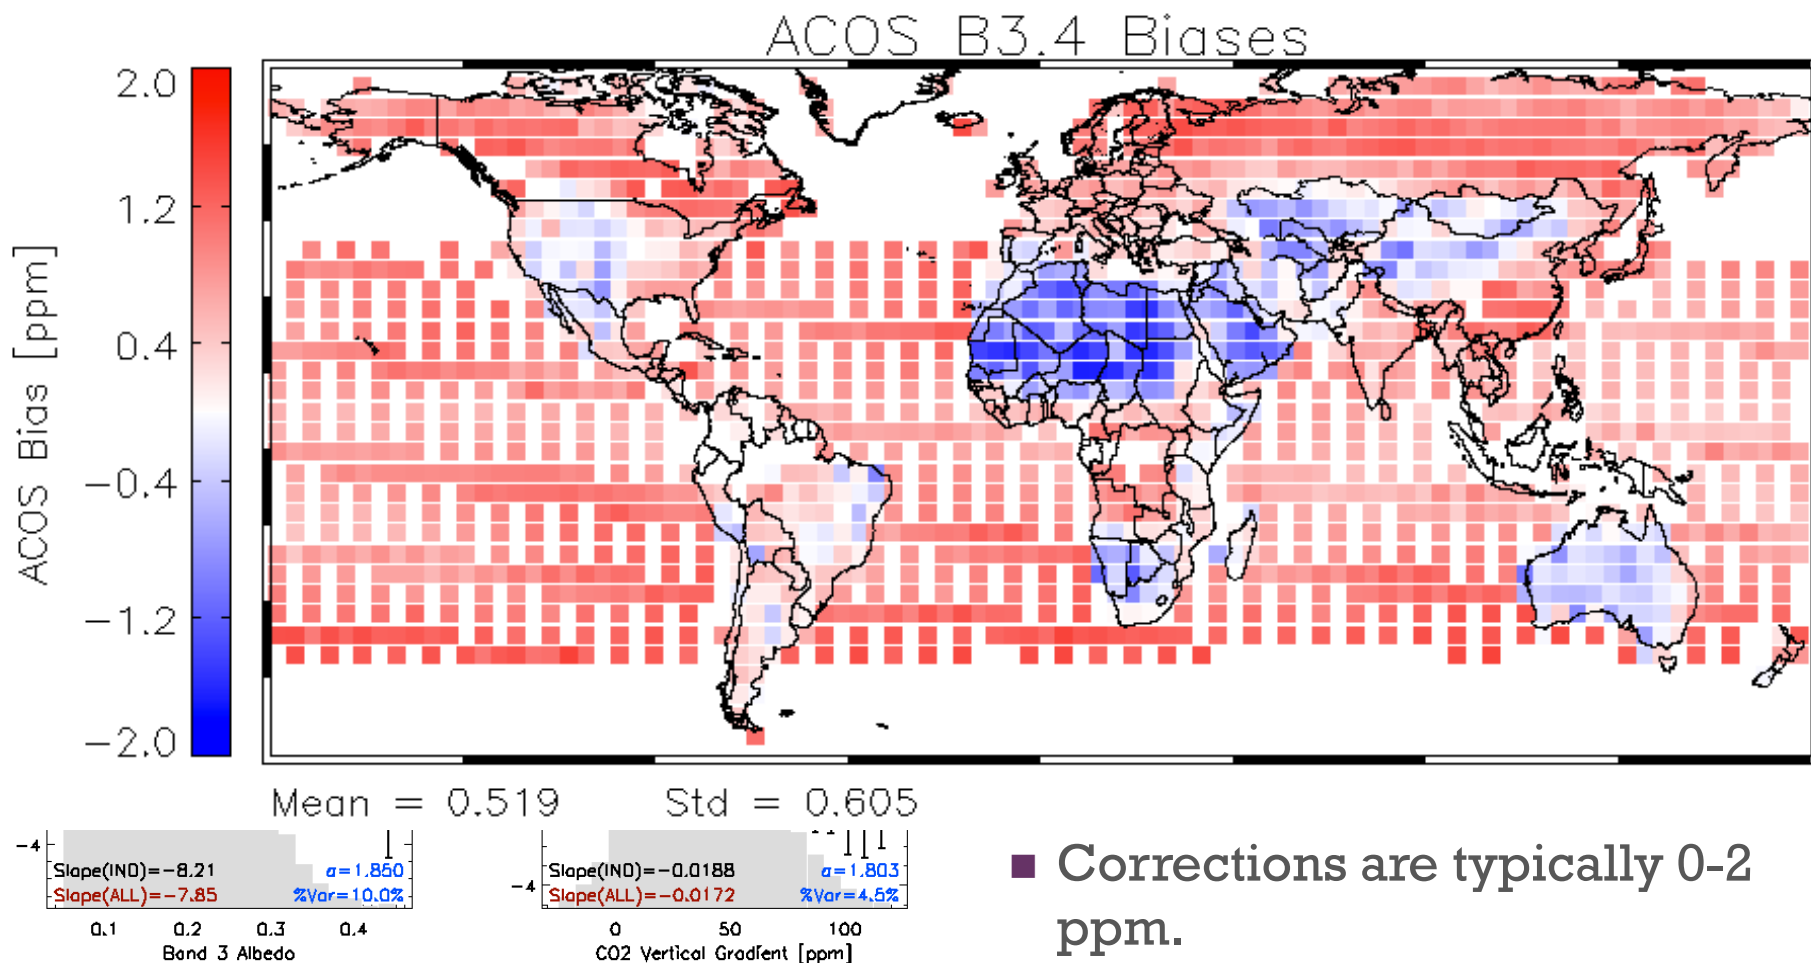 ACOS B3.4 Biases
ACOS Bias [ppm]
2.0
1.2
0.4
-0.4
-1.2
-2.0
Mean = 0.519 Std = 0.605
-4
Slope(IND)=-8.21
Slope(ALL)=-7.85
σ=1.850
%Var=10.0%
0.1 0.2 0.3 0.4
Band 3 Albedo
-4
Slope(IND)=-0.0188
Slope(ALL)=-0.0172
σ=1.803
%Var=4.5%
0 50 100
CO2 Vertical Gradient [ppm]
■ Corrections are typically 0-2
ppm.